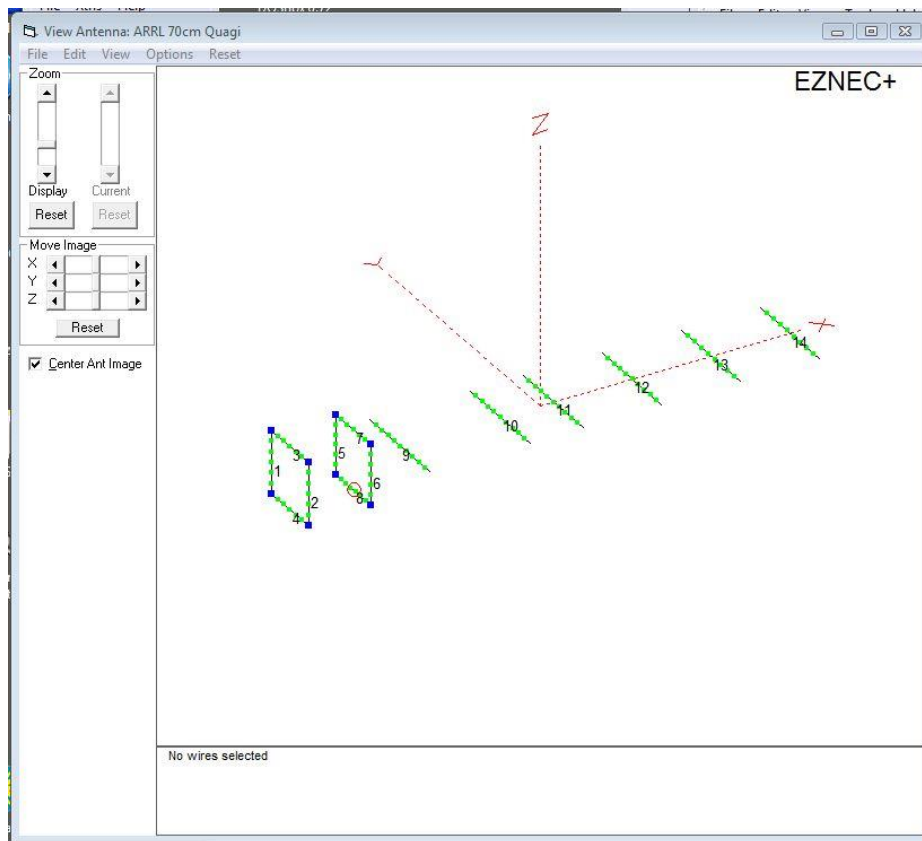 View Antenna: ARRL 70cm Quagi
File Edit View Options Reset
Zoom
Display Current
Reset Reset
Move Image
X
Y
Z
Reset
Center Ant Image
EZNEC+
Z
Y
X
14
13
12
11
10
7
9
3
5
1
6
8
2
4
No wires selected